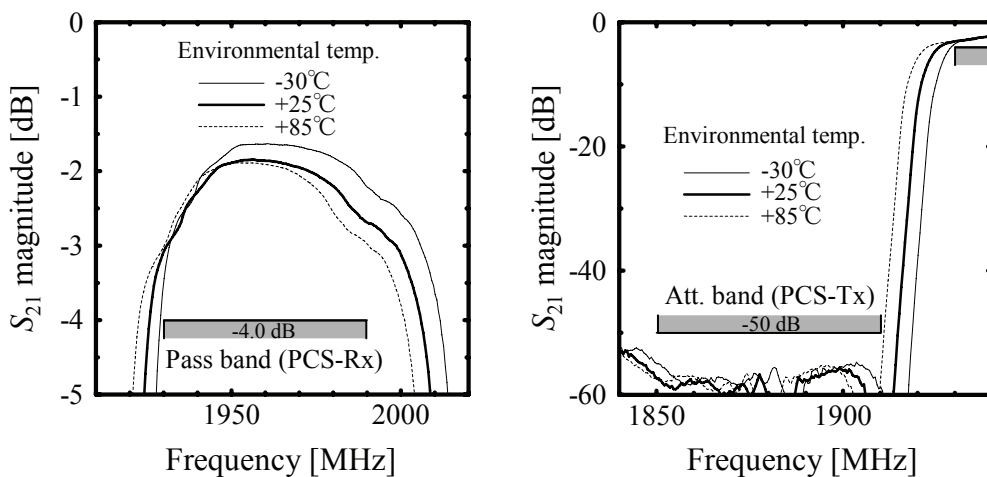 0
-1
-2
-3
-4
-5
S21 magnitude [dB]
Environmental temp.
-30℃
+25℃
+85℃
-4.0 dB
Pass band (PCS-Rx)
1950
2000
Frequency [MHz]
0
-20
-40
-60
S21 magnitude [dB]
Environmental temp.
-30℃
+25℃
+85℃
Att. band (PCS-Tx)
-50 dB
1850
1900
Frequency [MHz]